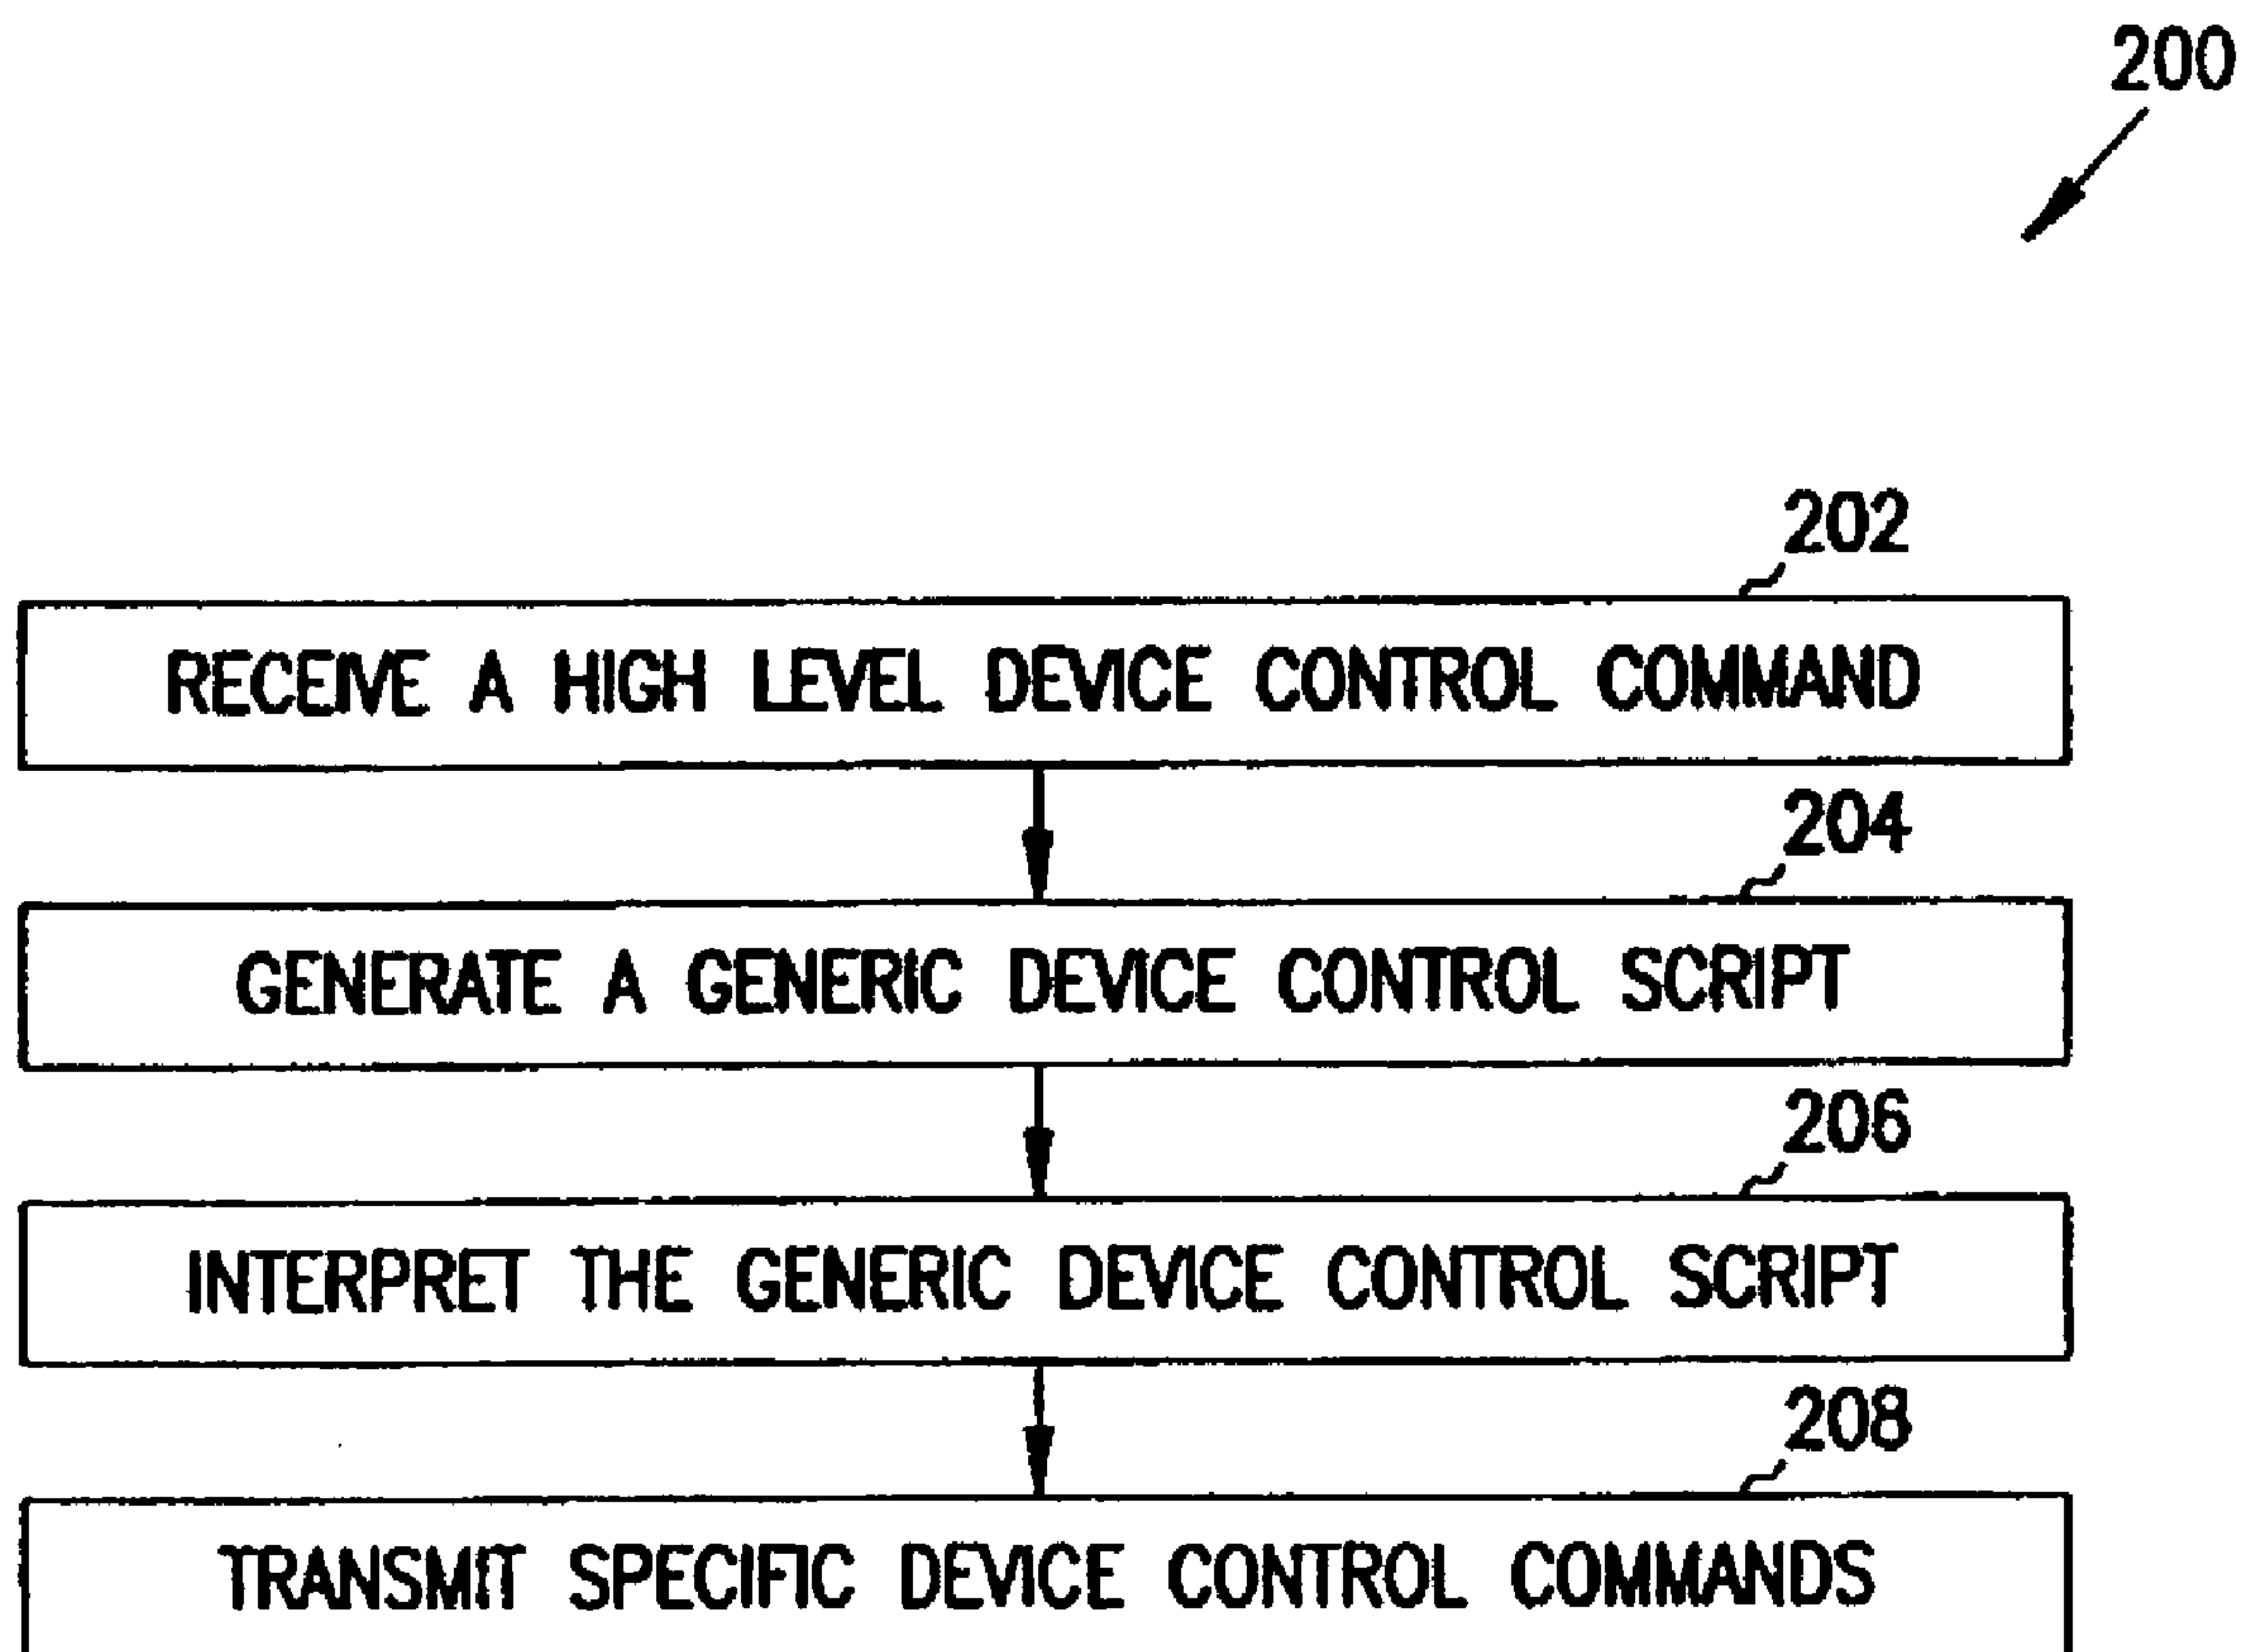 200
202
RECEIVE A HIGH LEVEL DEVICE CONTROL COMMAND
204
GENERATE A GENERIC DEVICE CONTROL SCRIPT
206
INTERPRET THE GENERIC DEVICE CONTROL SCRIPT
208
TRANSMIT SPECIFIC DEVICE CONTROL COMMANDS